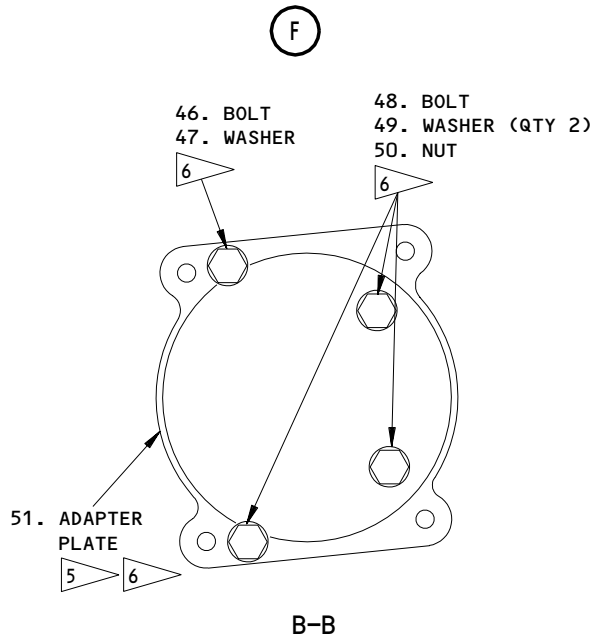 F
46. BOLT
47. WASHER
6
48. BOLT
49. WASHER (QTY 2)
50. NUT
6
51. ADAPTER
PLATE
5 6
B-B